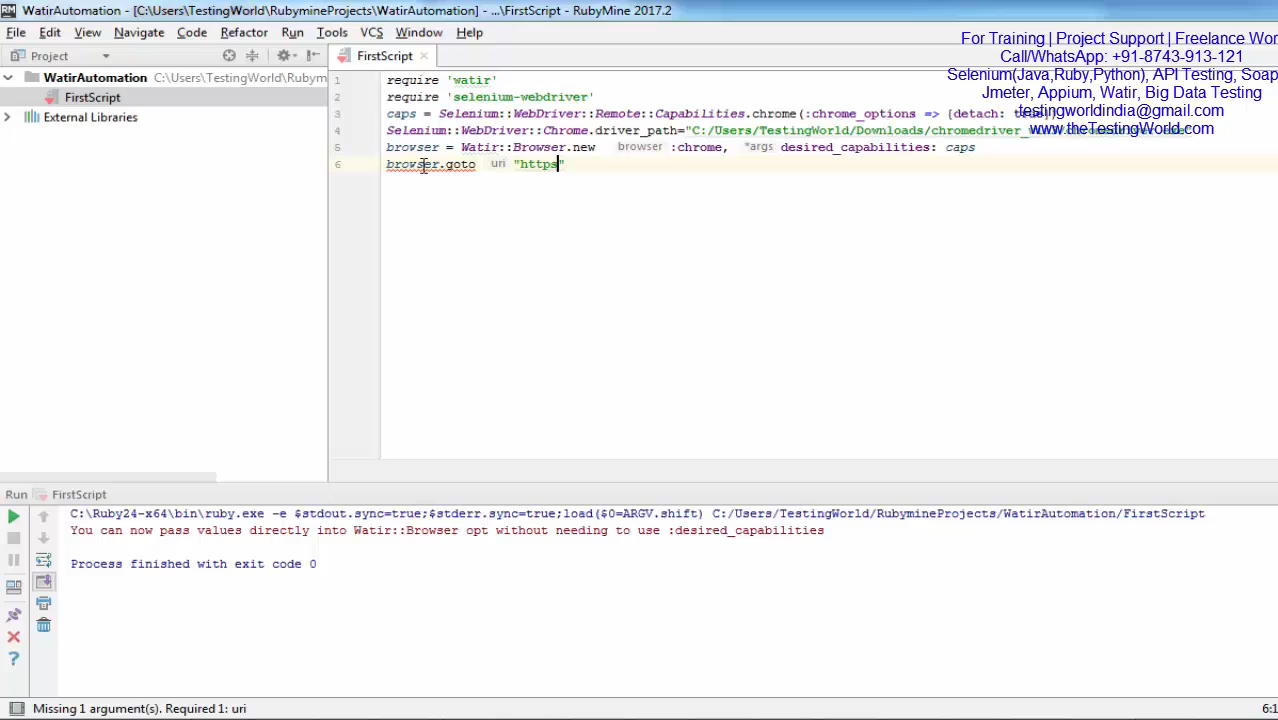 WatirAutomation - [C:\Users\TestingWorld\RubymineProjects\WatirAutomation] - ...\FirstScript - RubyMine 2017.2
File Edit View Navigate Code Refactor Run Tools VCS Window Help
For Training | Project Support | Freelance Wor
Call/WhatsApp: +91-8743-913-121
Selenium(Java,Ruby,Python), API Testing, Soap
Jmeter, Appium, Watir, Big Data Testing
testingworldindia@gmail.com
www.theTestingWorld.com
Project
FirstScript
WatirAutomation C:\Users\TestingWorld\Rubym
FirstScript
External Libraries
1 require 'watir'
2 require 'selenium-webdriver'
3 caps = Selenium::WebDriver::Remote::Capabilities.chrome(:chrome_options => {detach:
4 Selenium::WebDriver::Chrome.driver_path="C:/Users/TestingWorld/Downloads/chromedriver_
5 browser = Watir::Browser.new browser :chrome, *args desired_capabilities: caps
6 browser.goto uri "https"
Run FirstScript
C:\Ruby24-x64\bin\ruby.exe -e $stdout.sync=true;$stderr.sync=true;load($0=ARGV.shift) C:/Users/TestingWorld/RubymineProjects/WatirAutomation/FirstScript
You can now pass values directly into Watir::Browser opt without needing to use :desired_capabilities
Process finished with exit code 0
Missing 1 argument(s). Required 1: uri
6:1